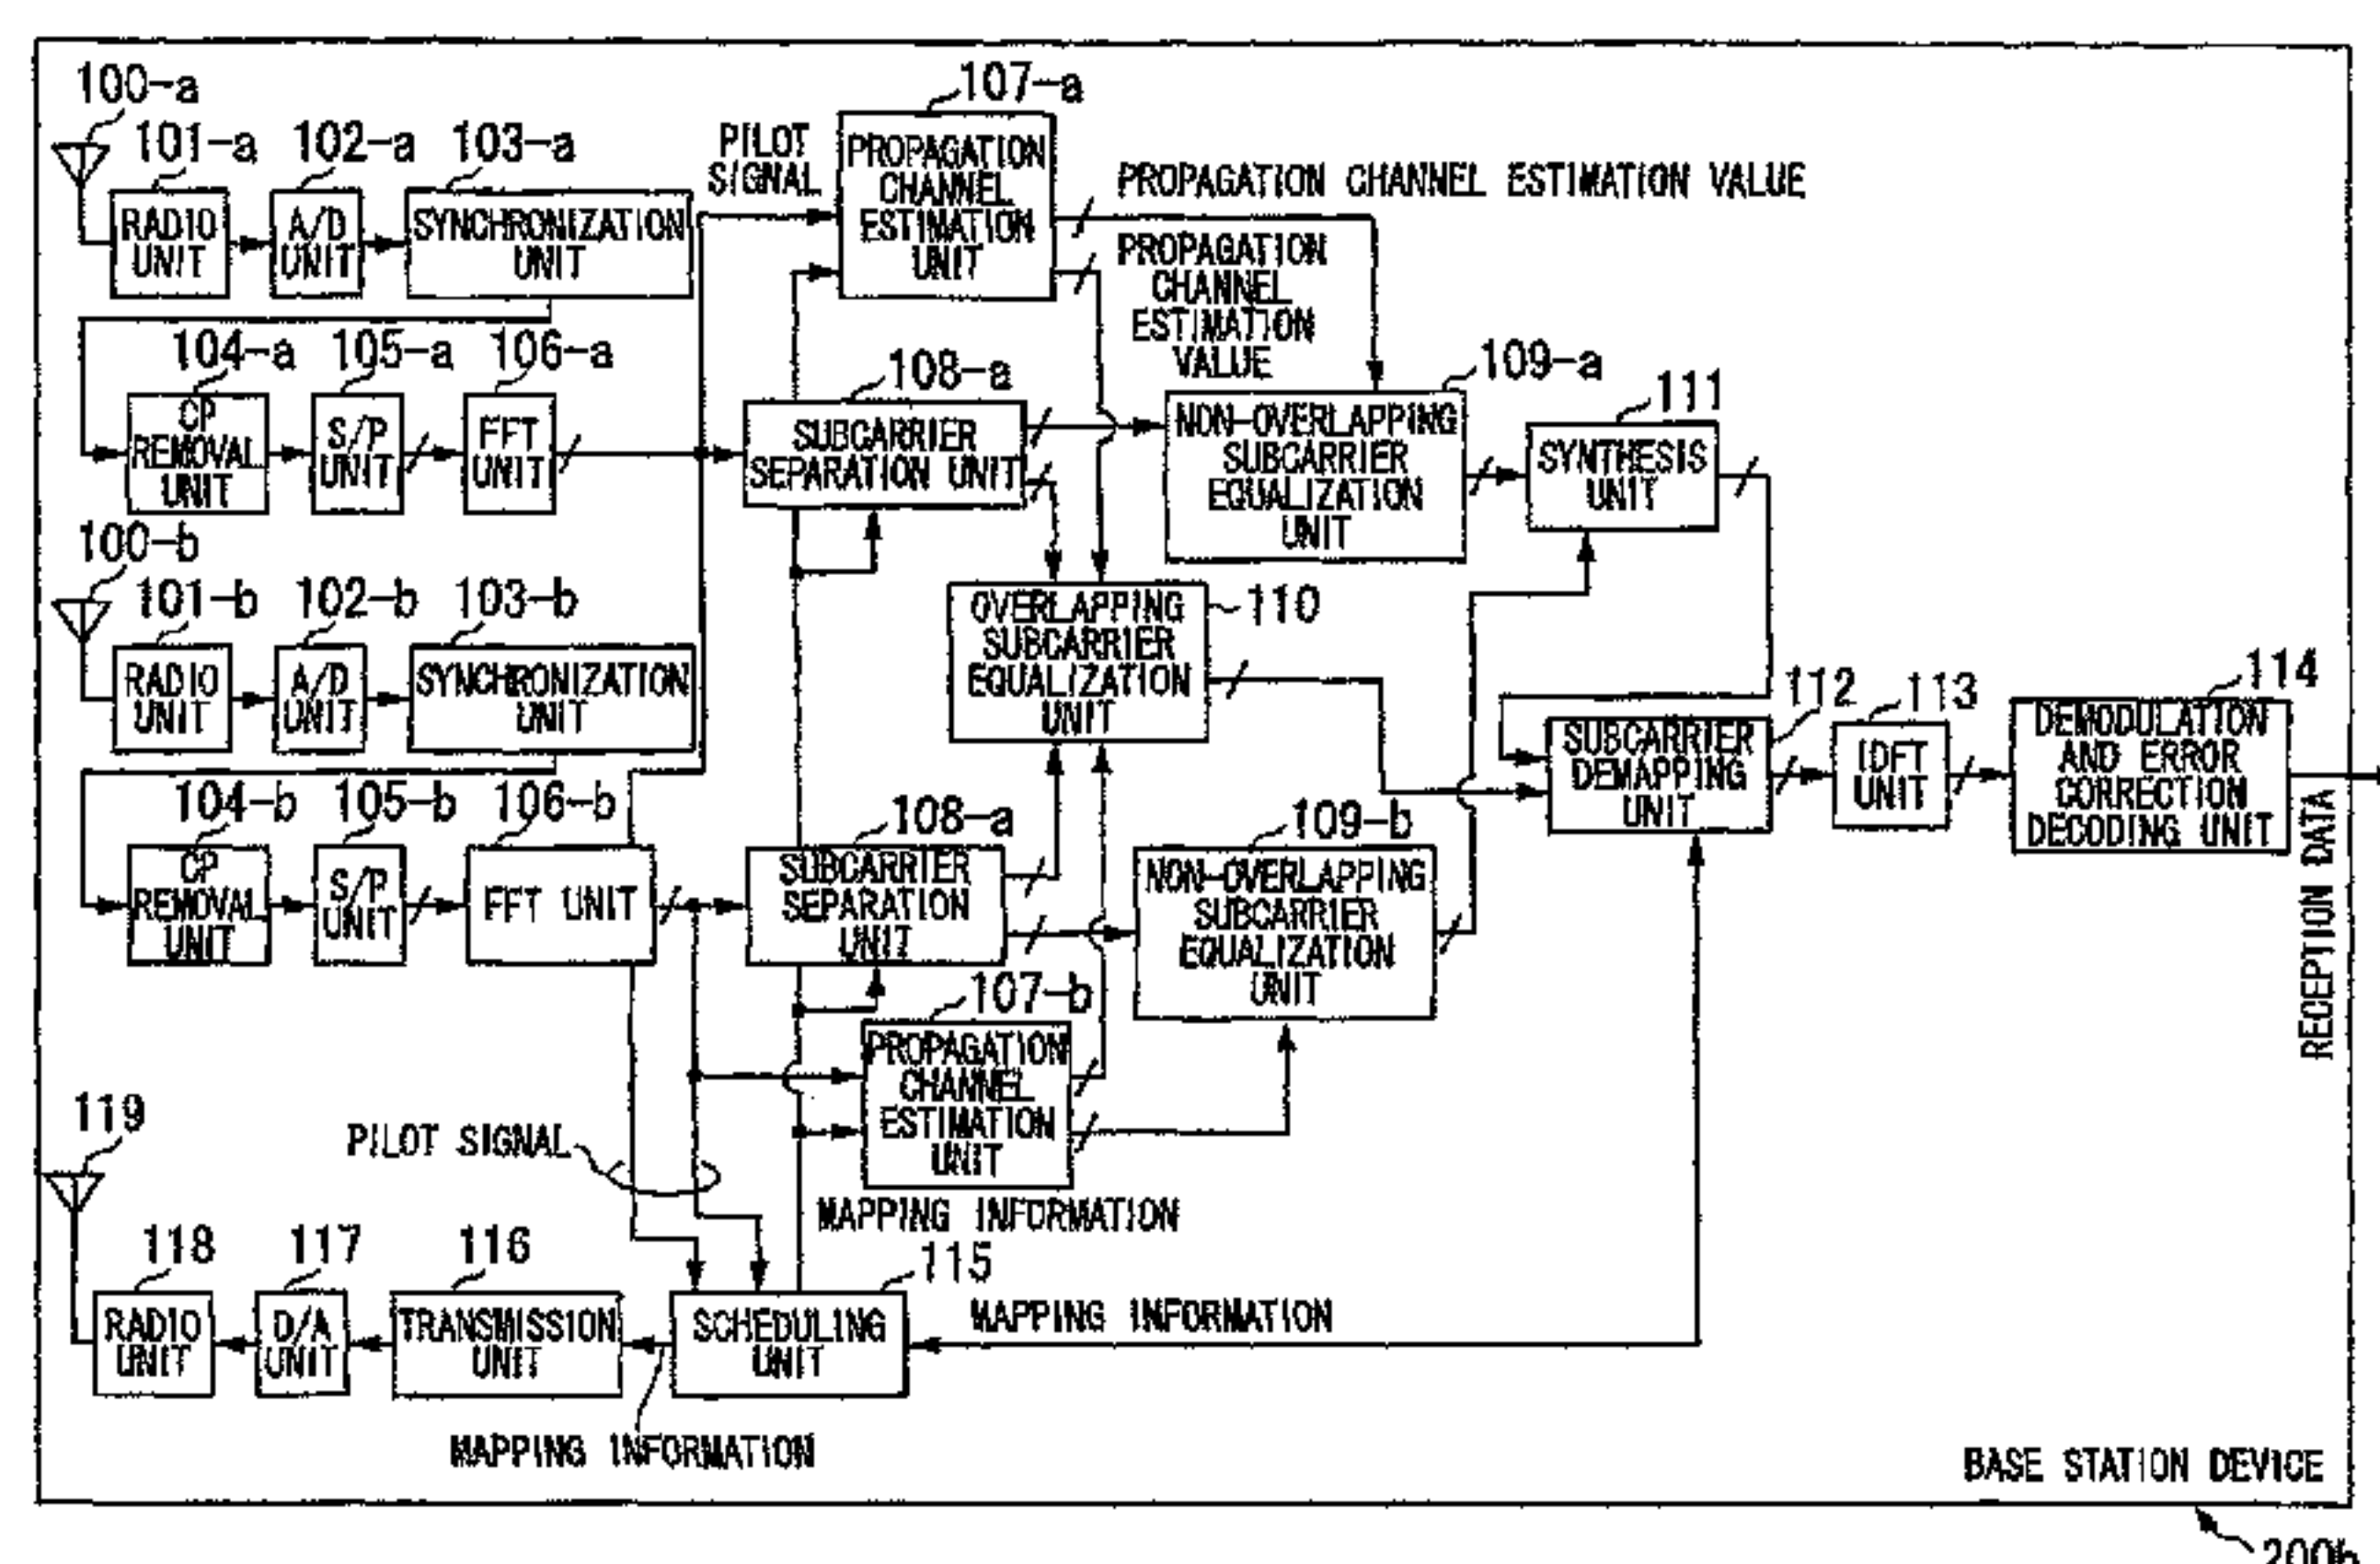 100-a
101-a
102-a
103-a
RADIO
UNIT
A/D
UNIT
SYNCHRONIZATION
UNIT
PILOT
SIGNAL
107-a
PROPAGATION
CHANNEL
ESTIMATION
UNIT
PROPAGATION CHANNEL ESTIMATION VALUE
PROPAGATION
CHANNEL
ESTIMATION
VALUE
104-a
105-a
106-a
CP
REMOVAL
UNIT
S/P
UNIT
FFT
UNIT
108-a
SUBCARRIER
SEPARATION UNIT
109-a
NON-OVERLAPPING
SUBCARRIER
EQUALIZATION
UNIT
111
SYNTHESIS
UNIT
100-b
101-b
102-b
103-b
RADIO
UNIT
A/D
UNIT
SYNCHRONIZATION
UNIT
110
OVERLAPPING
SUBCARRIER
EQUALIZATION
UNIT
112
SUBCARRIER
DEMAPPING
UNIT
113
IDFT
UNIT
114
DEMODULATION
AND ERROR
CORRECTION
DECODING UNIT
RECEPTION DATA
104-b
105-b
106-b
CP
REMOVAL
UNIT
S/P
UNIT
FFT UNIT
108-a
SUBCARRIER
SEPARATION
UNIT
109-b
NON-OVERLAPPING
SUBCARRIER
EQUALIZATION
UNIT
107-b
PROPAGATION
CHANNEL
ESTIMATION
UNIT
119
PILOT SIGNAL
MAPPING INFORMATION
118
117
116
115
RADIO
UNIT
D/A
UNIT
TRANSMISSION
UNIT
SCHEDULING
UNIT
MAPPING INFORMATION
MAPPING INFORMATION
BASE STATION DEVICE
200b